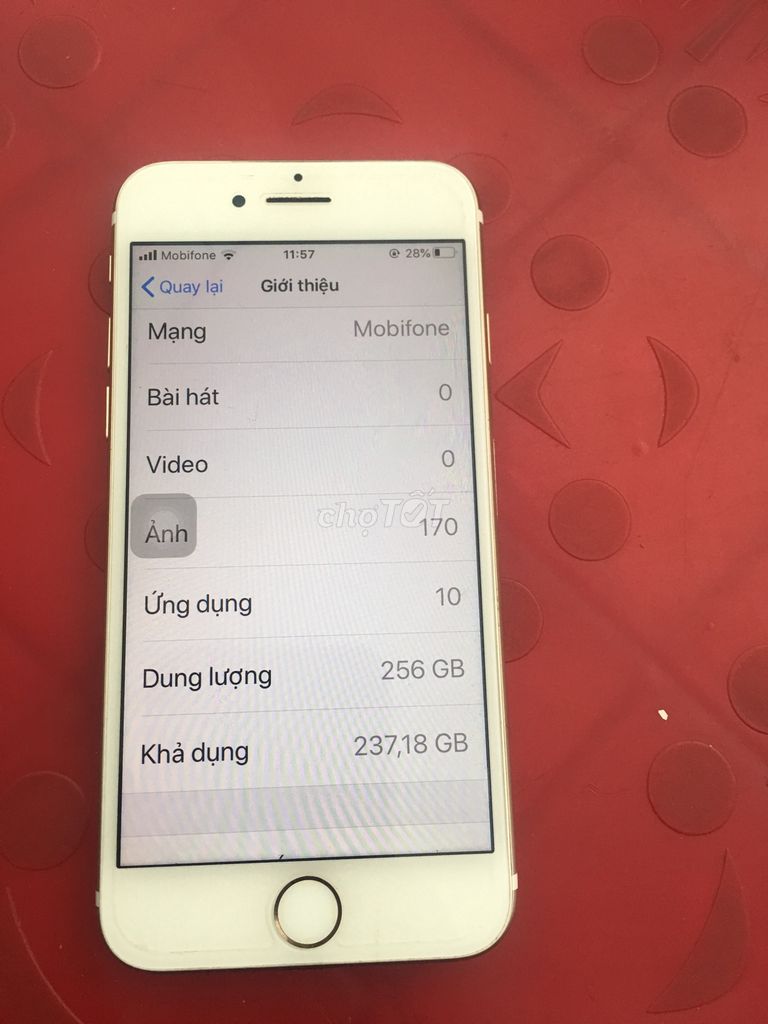 Mobifone 11:57 28%
Quay lại Giới thiệu
Mạng Mobifone
Bài hát 0
Video 0
Ảnh 170
chợTỐT
Ứng dụng 10
Dung lượng 256 GB
Khả dụng 237,18 GB